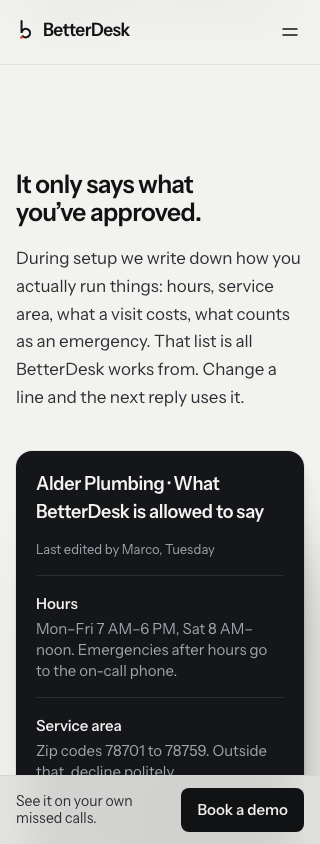 BetterDesk
It only says what
you’ve approved.
During setup we write down how you
actually run things: hours, service
area, what a visit costs, what counts
as an emergency. That list is all
BetterDesk works from. Change a
line and the next reply uses it.
Alder Plumbing · What
BetterDesk is allowed to say
Last edited by Marco, Tuesday
Hours
Mon–Fri 7 AM–6 PM, Sat 8 AM–
noon. Emergencies after hours go
to the on-call phone.
Service area
Zip codes 78701 to 78759. Outside
that, decline politely
See it on your own
missed calls.
Book a demo